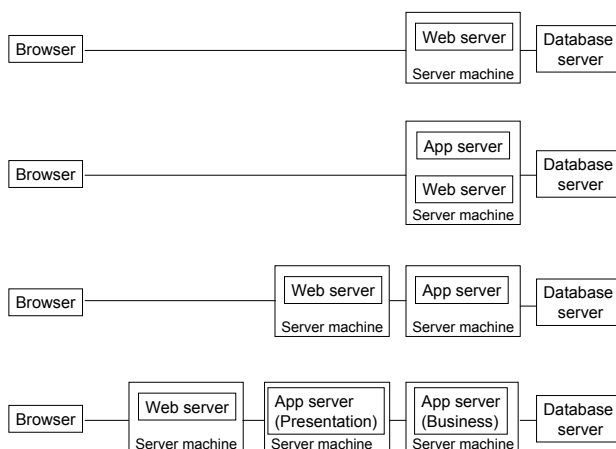 Web server
Browser
Database
server
Server machine
App server
Browser
Web server
Database
server
Server machine
Browser
Web server
App server
Database
server
Server machine
Server machine
Browser
Web server
App server
(Presentation)
App server
(Business)
Database
server
Server machine
Server machine
Server machine